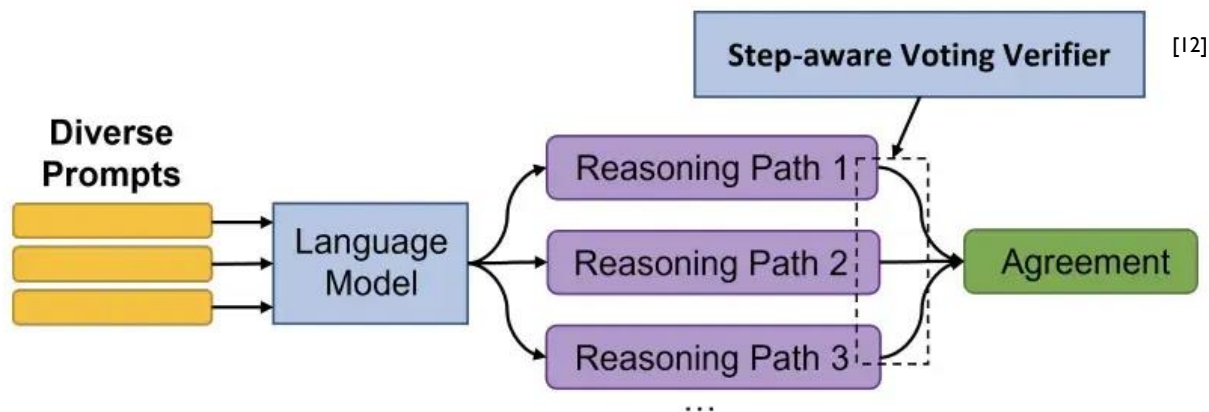 Step-aware Voting Verifier
[12]
Diverse
Prompts
Language
Model
Reasoning Path 1
Reasoning Path 2
Reasoning Path 3
...
Agreement